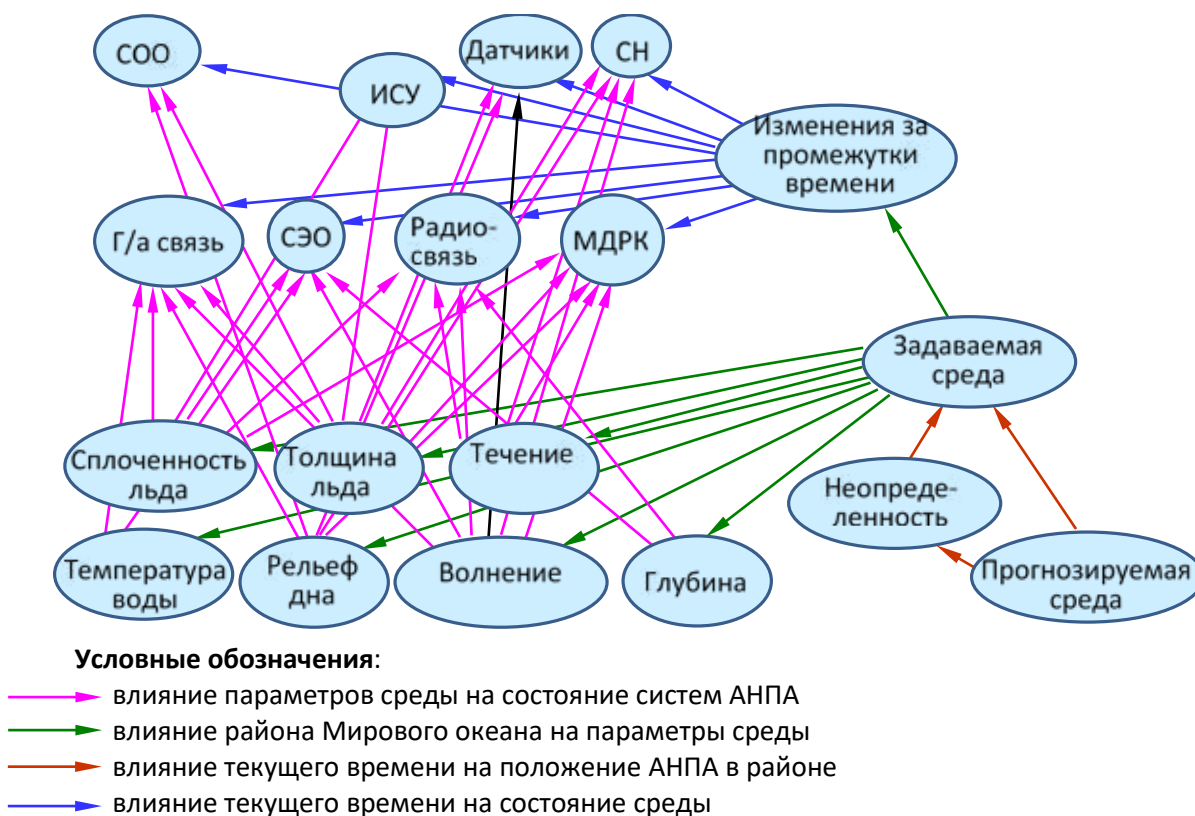 СОО
ИСУ
Датчики
СН
Изменения за
промежутки
времени
Г/а связь
СЭО
Радио-
связь
МДРК
Задаваемая
среда
Сплоченность
льда
Толщина
льда
Течение
Неопреде-
ленность
Температура
воды
Рельеф
дна
Волнение
Глубина
Прогнозируемая
среда
Условные обозначения:
влияние параметров среды на состояние систем АНПА
влияние района Мирового океана на параметры среды
влияние текущего времени на положение АНПА в районе
влияние текущего времени на состояние среды